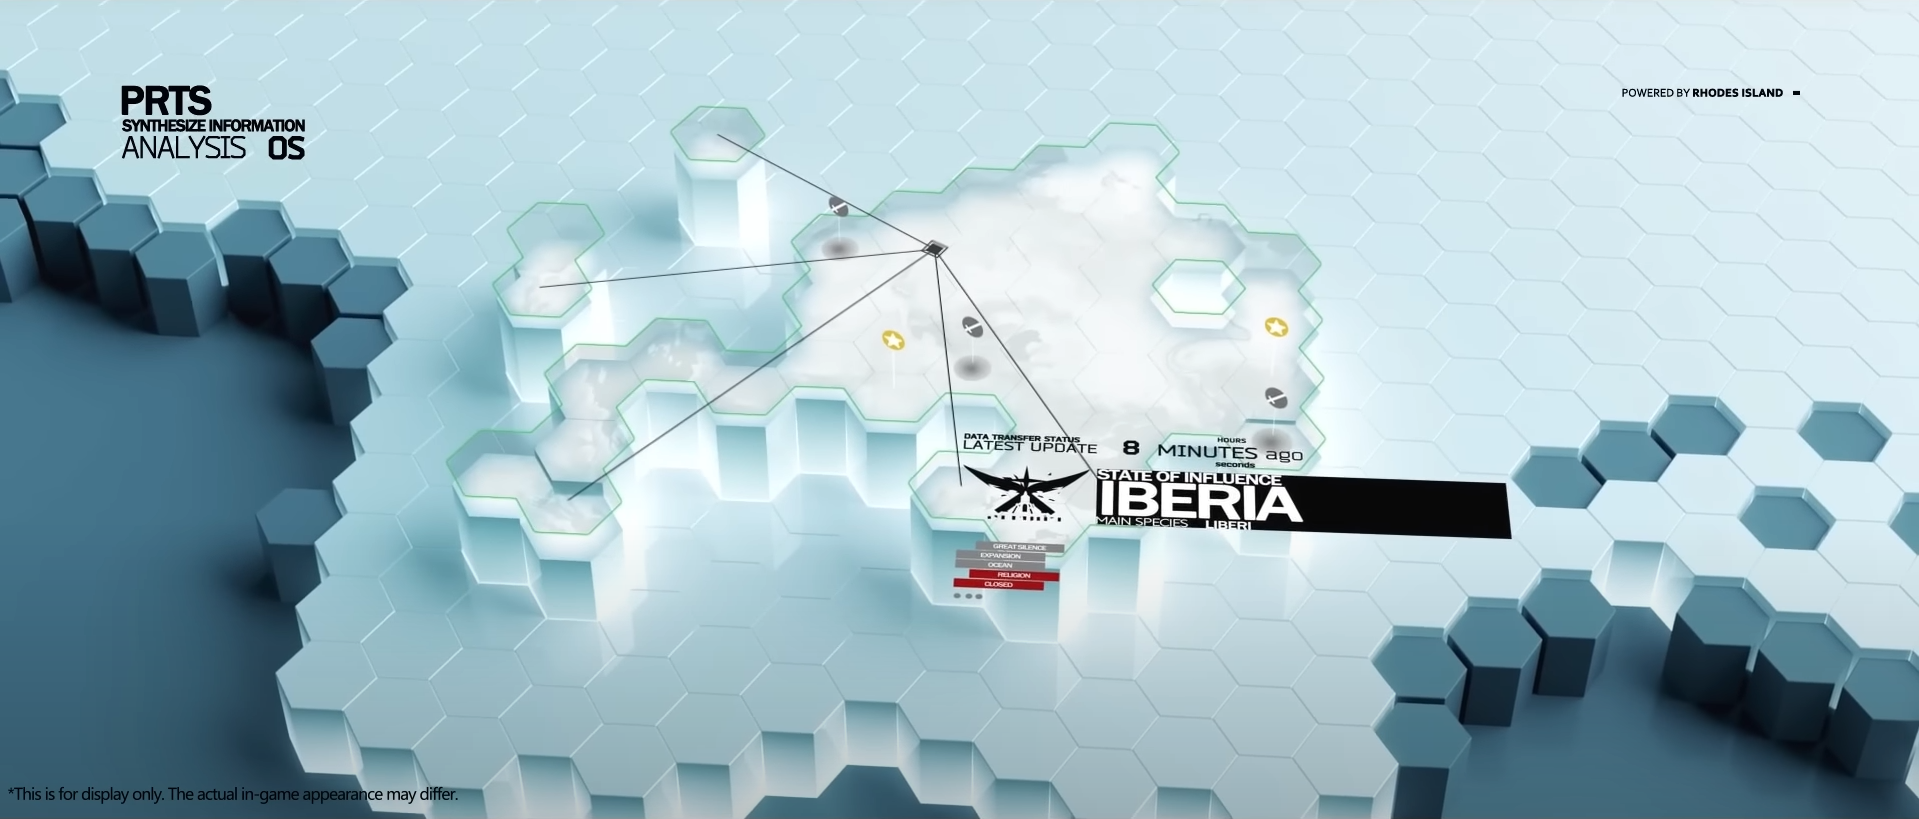 PRTS
SYNTHESIZE INFORMATION
ANALYSIS OS
POWERED BY RHODES ISLAND
DATA TRANSFER STATUS
LATEST UPDATE 8 HOURS MINUTES seconds ago
STATE OF INFLUENCE
IBERIA
MAIN SPECIES LIBERI
GREAT SILENCE
EXPANSION
OCEAN
RELIGION
CLOSED
*This is for display only. The actual in-game appearance may differ.